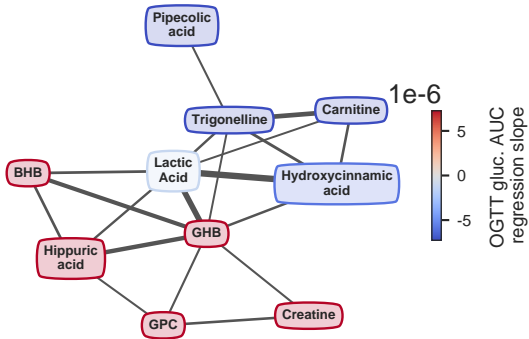 Pipecolic
acid
Trigonelline
Carnitine
1e-6
Lactic
Acid
Hydroxycinnamic
acid
BHB
GHB
Hippuric
acid
GPC
Creatine
5
0
-5
OGTT gluc. AUC
regression slope